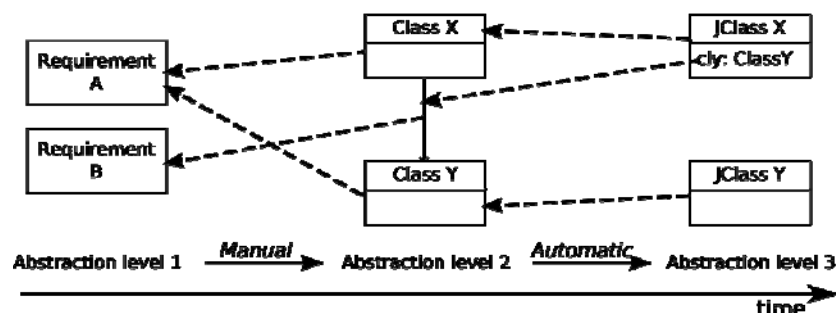 Requirement
A
Requirement
B
Class X
Class Y
JClass X
cly: ClassY
JClass Y
Abstraction level 1
Manual
Abstraction level 2
Automatic
Abstraction level 3
time